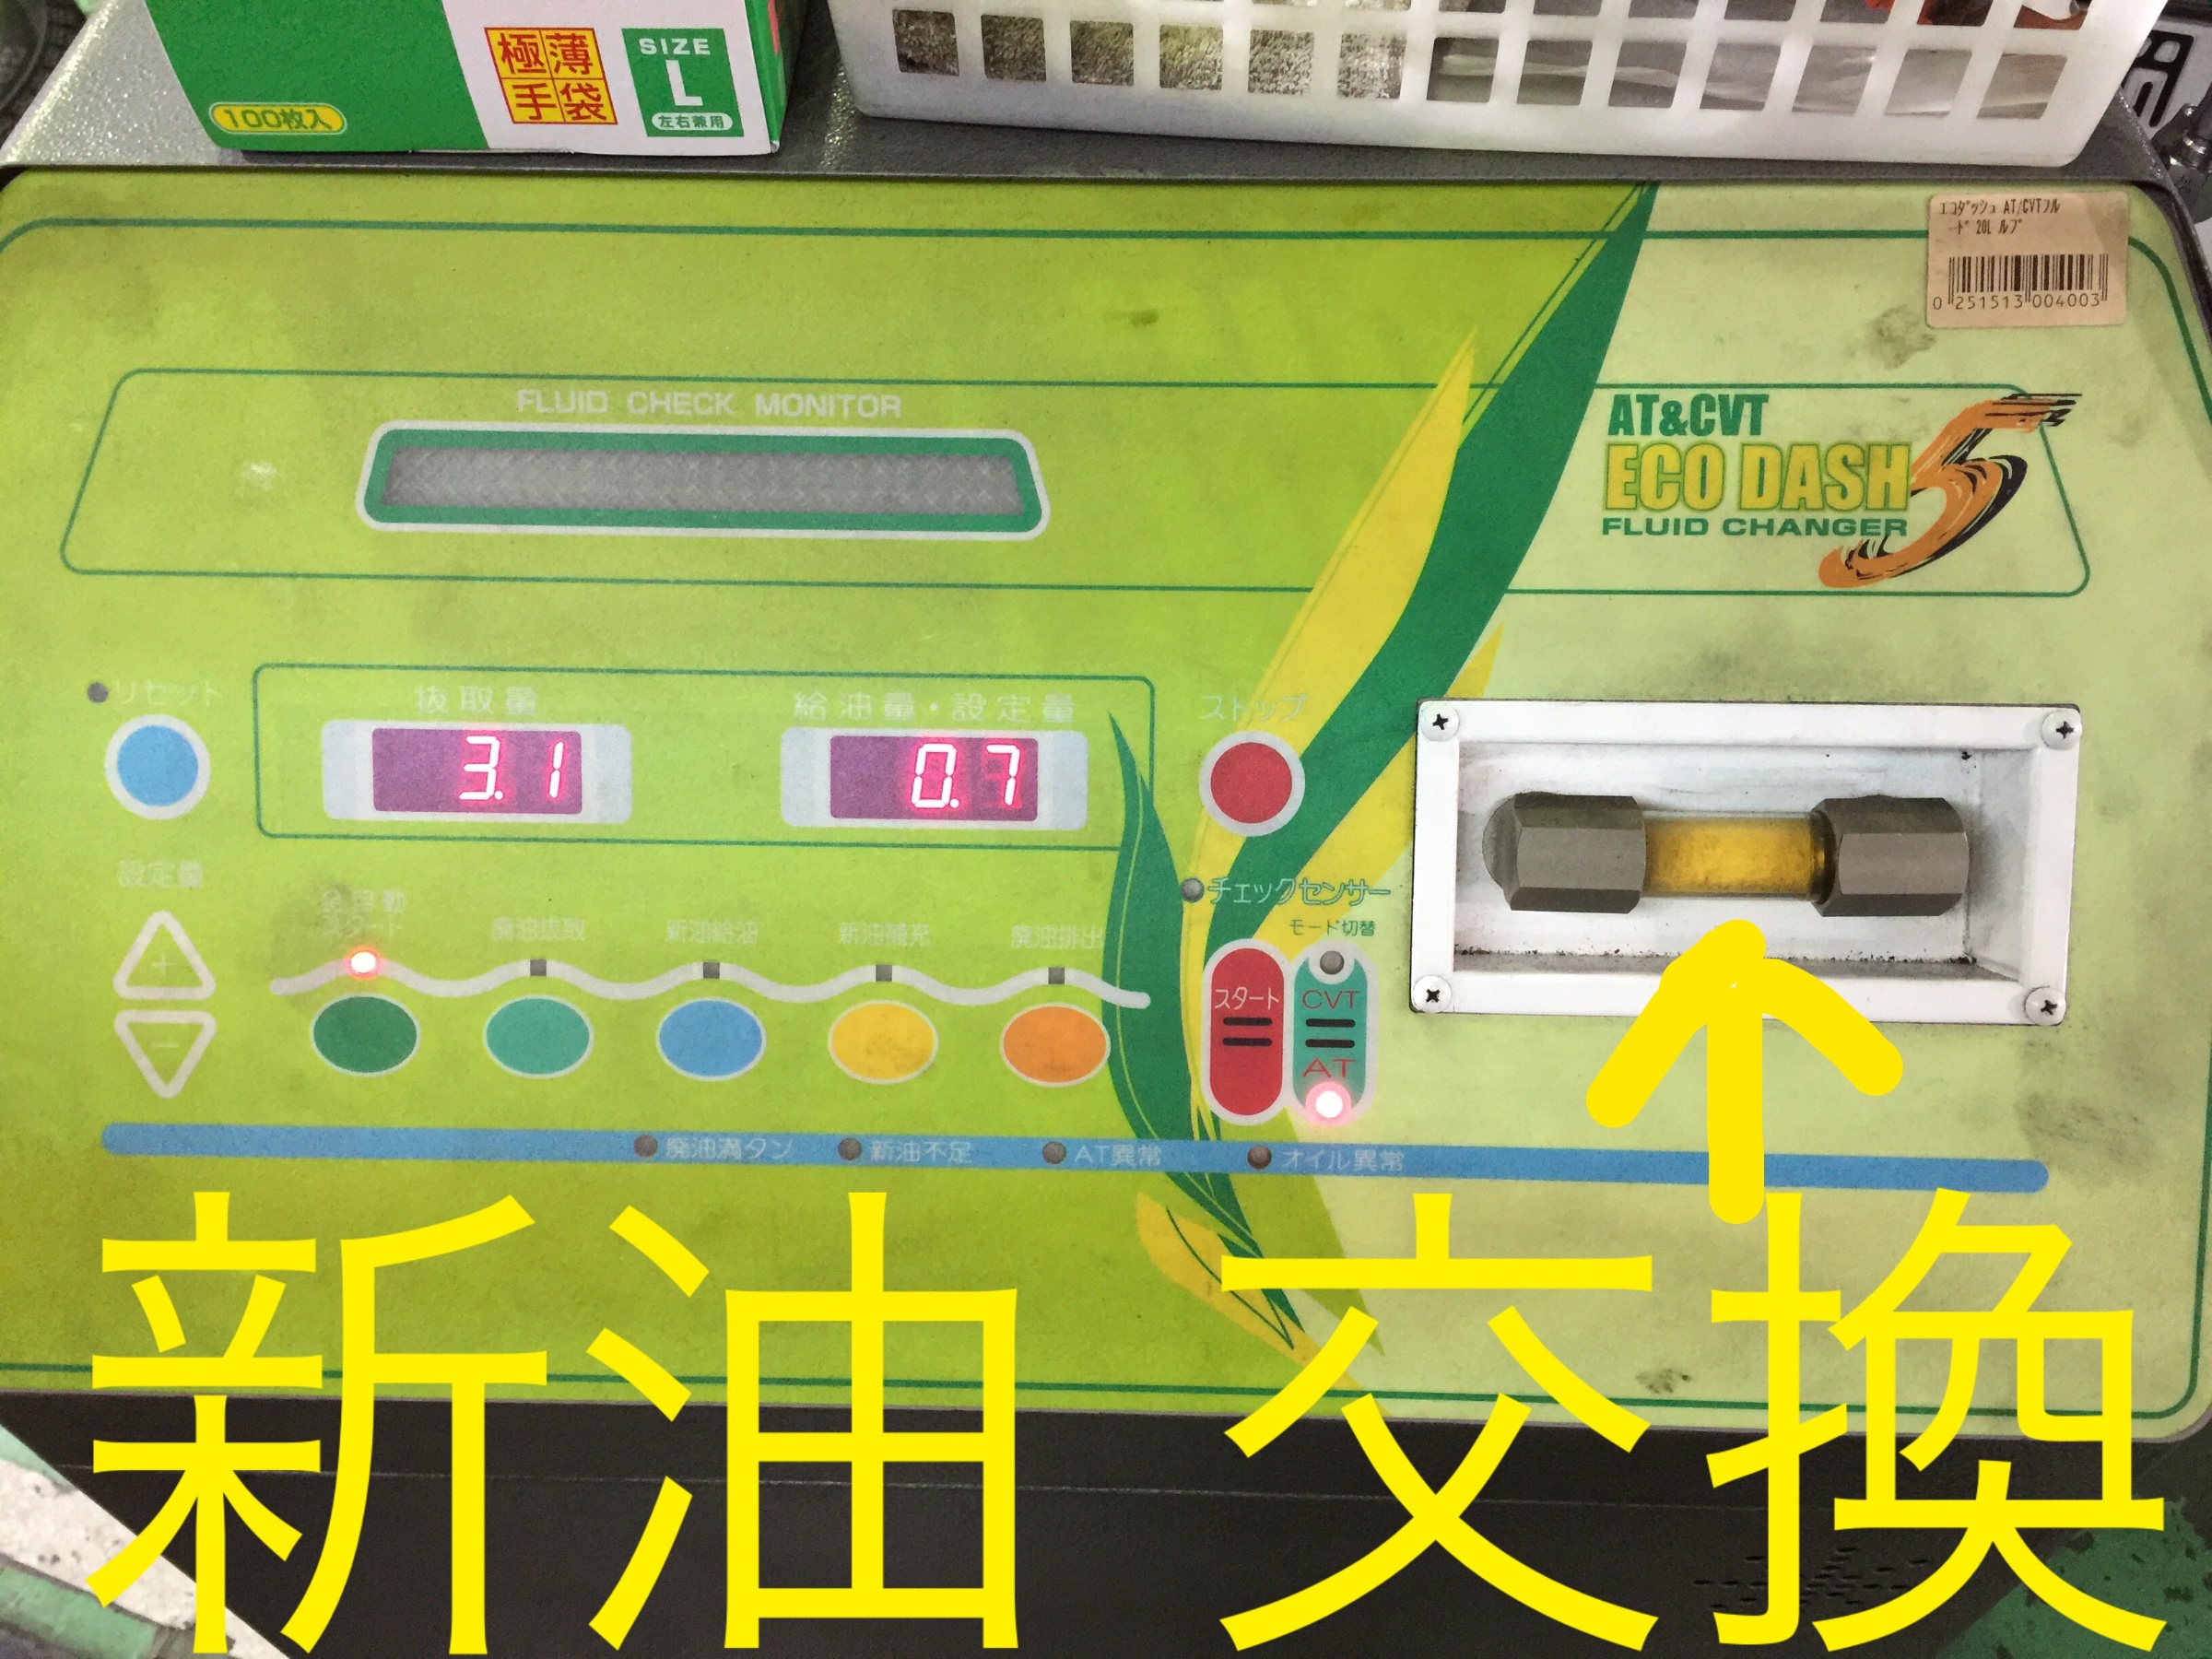 極薄
手袋
SIZE
L
左右兼用
100枚入
エコダッシュ AT/CVTフル
ード 20L ルブ
0 251513 004003
FLUID CHECK MONITOR
AT&CVT
ECO DASH 5
FLUID CHANGER
リセット
抜取量
給油量・設定量
ストップ
3.1
0.7
設定量
+
−
全自動
スタート
廃油抜取
新油給油
新油補充
廃油排出
チェックセンサー
モード切替
スタート
CVT
AT
廃油満タン
新油不足
AT異常
オイル異常
新油 交換